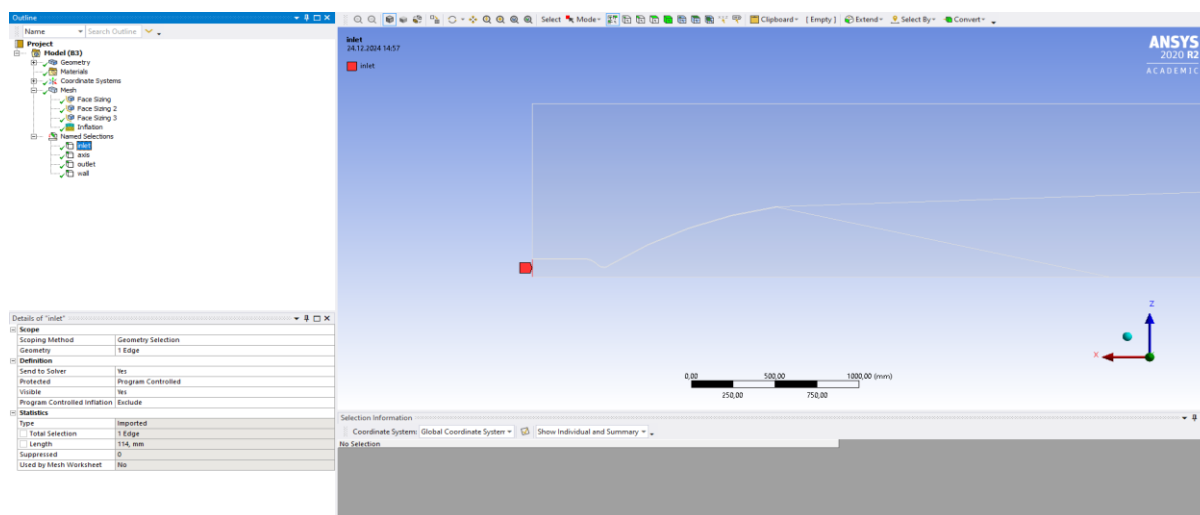 Outline
Name Search Outline
Project
Model (B3)
Geometry
Materials
Coordinate Systems
Mesh
Face Sizing
Face Sizing 2
Face Sizing 3
Inflation
Named Selections
inlet
axis
outlet
wall
Select Mode Clipboard [Empty] Extend Select By Convert
inlet
24.12.2024 14:57
inlet
ANSYS
2020 R2
ACADEMIC
Z
X
0,00 500,00 1000,00 (mm)
250,00 750,00
Details of "inlet"
Scope
Scoping Method Geometry Selection
Geometry 1 Edge
Definition
Send to Solver Yes
Protected Program Controlled
Visible Yes
Program Controlled Inflation Exclude
Statistics
Type Imported
Total Selection 1 Edge
Length 114, mm
Suppressed 0
Used by Mesh Worksheet No
Selection Information
Coordinate System: Global Coordinate System Show Individual and Summary
No Selection